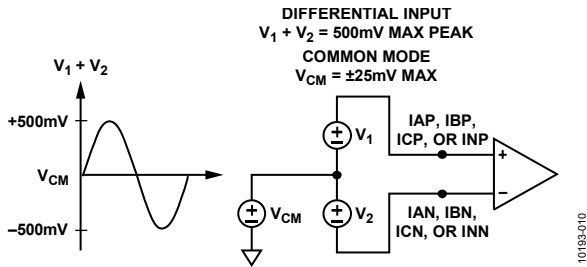 DIFFERENTIAL INPUT
V1 + V2 = 500mV MAX PEAK
COMMON MODE
VCM = ±25mV MAX
V1 + V2
+500mV
VCM
–500mV
V1
VCM
V2
IAP, IBP,
ICP, OR INP
+
–
IAN, IBN,
ICN, OR INN
10193-010